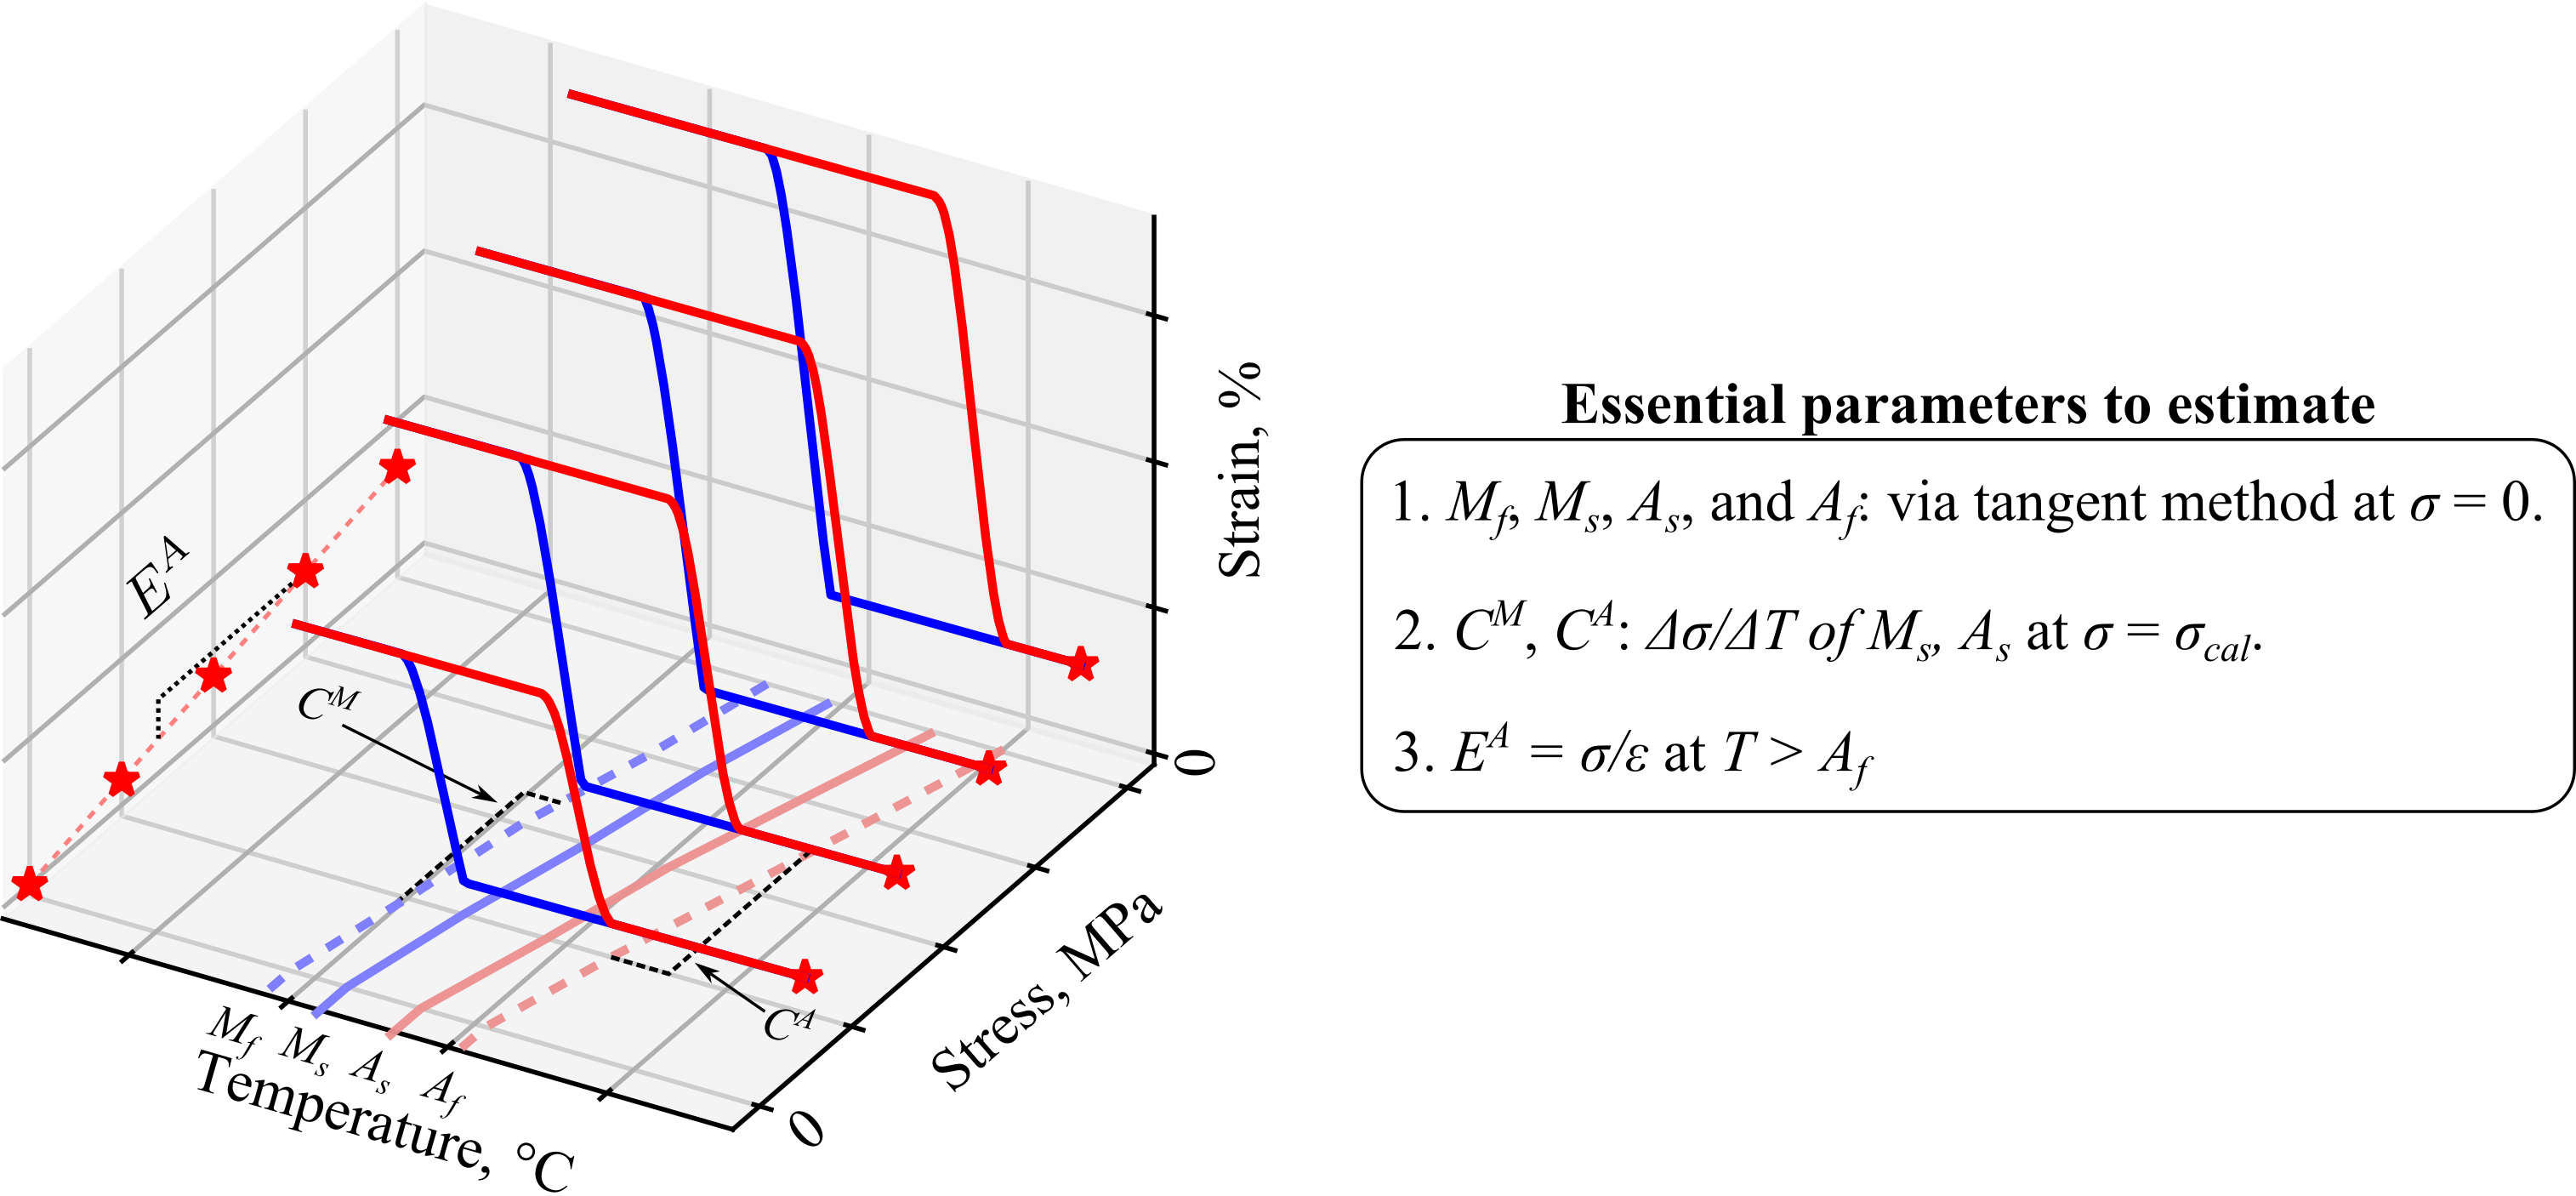 Strain, %
E^A
C^M
C^A
0
Stress, MPa
0
M_f M_s A_s A_f
Temperature, °C
Essential parameters to estimate
1. M_f, M_s, A_s, and A_f: via tangent method at σ = 0.
2. C^M, C^A: Δσ/ΔT of M_s, A_s at σ = σ_cal.
3. E^A = σ/ε at T > A_f